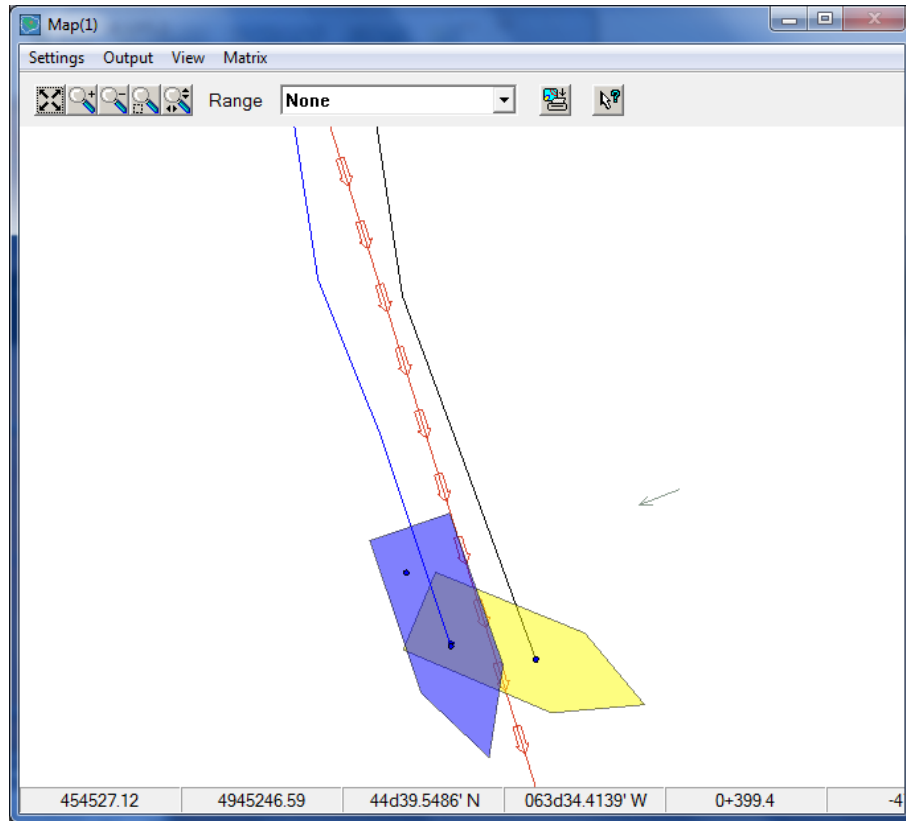 Map(1)
Settings Output View Matrix
Range None
454527.12 4945246.59 44d39.5486' N 063d34.4139' W 0+399.4 -4